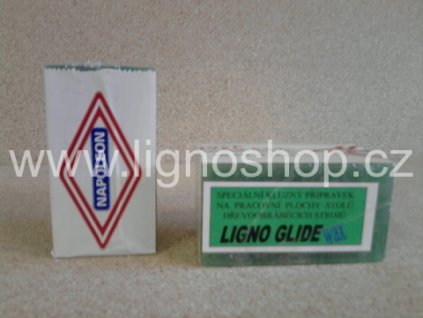 NAPOLEON
www.lignoshop.cz
SPECIÁLNÍ KLUZNÝ PŘÍPRAVEK
NA PRACOVNÍ PLOCHY STOLŮ
DŘEVOOBRÁBĚCÍCH STROJŮ
LIGNO GLIDE wax